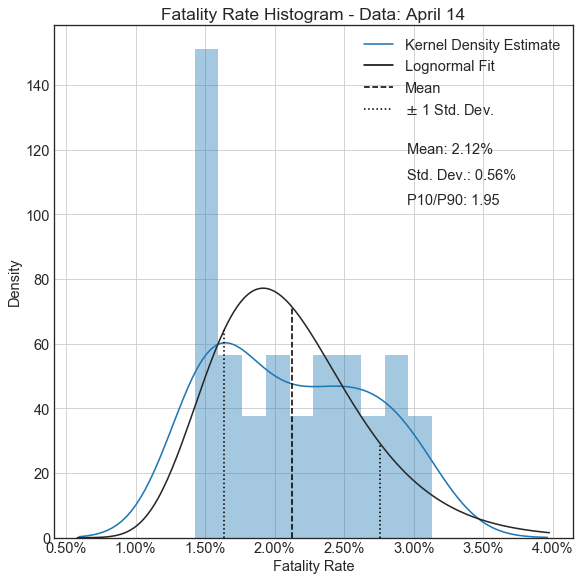 Fatality Rate Histogram - Data: April 14
Kernel Density Estimate
Lognormal Fit
Mean
± 1 Std. Dev.
Mean: 2.12%
Std. Dev.: 0.56%
P10/P90: 1.95
Density
140
120
100
80
60
40
20
0
0.50% 1.00% 1.50% 2.00% 2.50% 3.00% 3.50% 4.00%
Fatality Rate